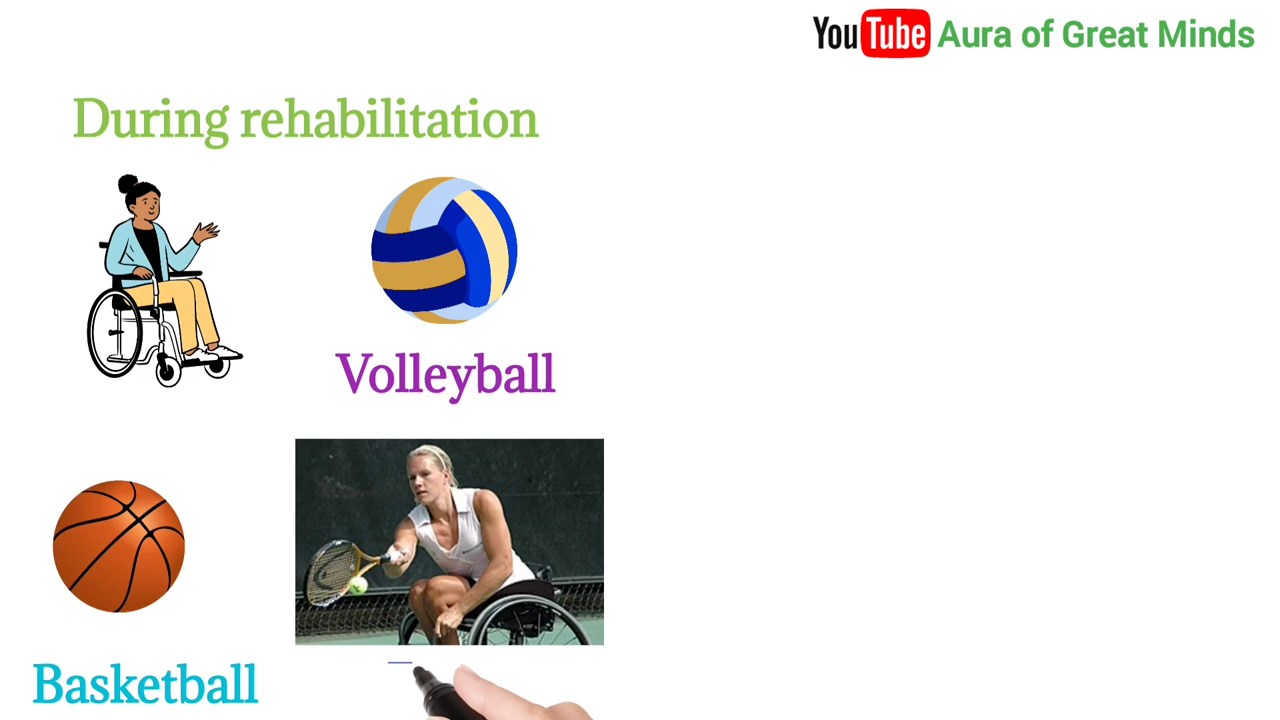 YouTube Aura of Great Minds
During rehabilitation
Volleyball
Basketball